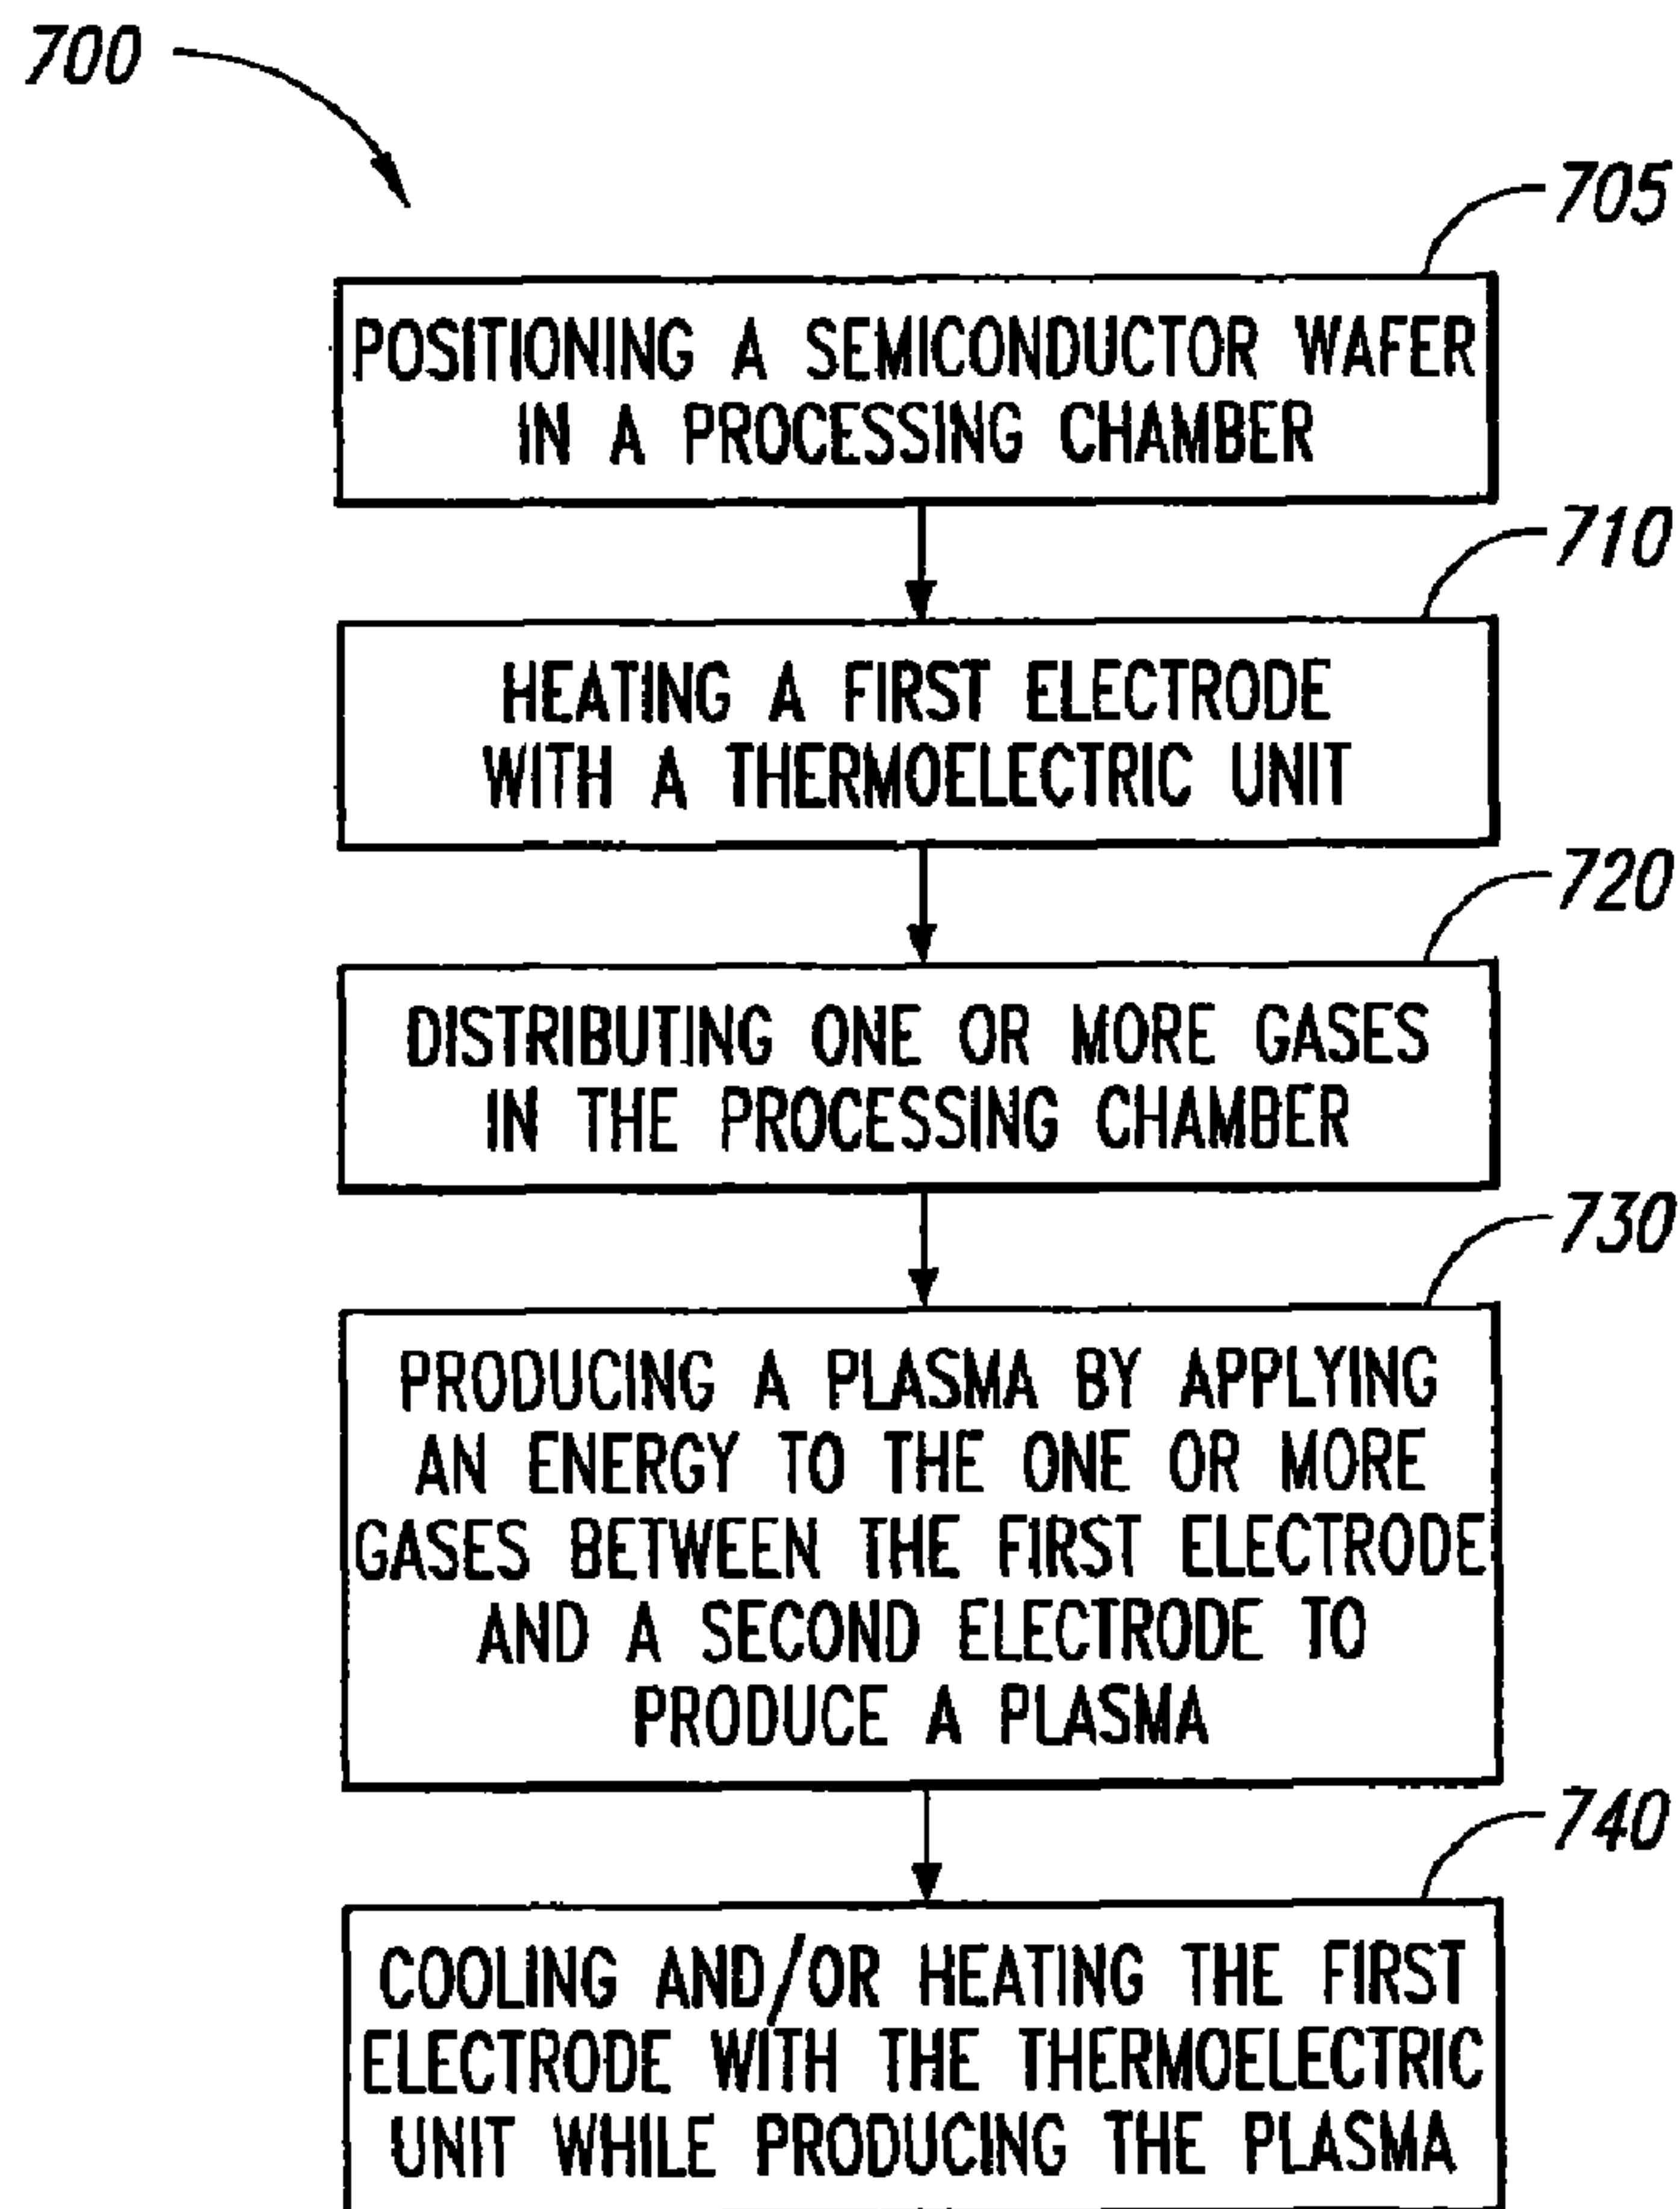 700
705
POSITIONING A SEMICONDUCTOR WAFER
IN A PROCESSING CHAMBER
710
HEATING A FIRST ELECTRODE
WITH A THERMOELECTRIC UNIT
720
DISTRIBUTING ONE OR MORE GASES
IN THE PROCESSING CHAMBER
730
PRODUCING A PLASMA BY APPLYING
AN ENERGY TO THE ONE OR MORE
GASES BETWEEN THE FIRST ELECTRODE
AND A SECOND ELECTRODE TO
PRODUCE A PLASMA
740
COOLING AND/OR HEATING THE FIRST
ELECTRODE WITH THE THERMOELECTRIC
UNIT WHILE PRODUCING THE PLASMA